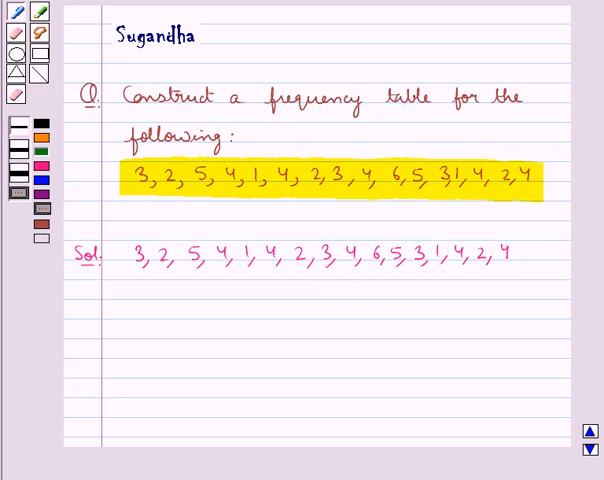 Sugandha
Q. Construct a frequency table for the
following :
3, 2, 5, 4, 1, 4, 2, 3, 4, 6, 5, 3, 1, 4, 2, 4
Sol. 3, 2, 5, 4, 1, 4, 2, 3, 4, 6, 5, 3, 1, 4, 2, 4